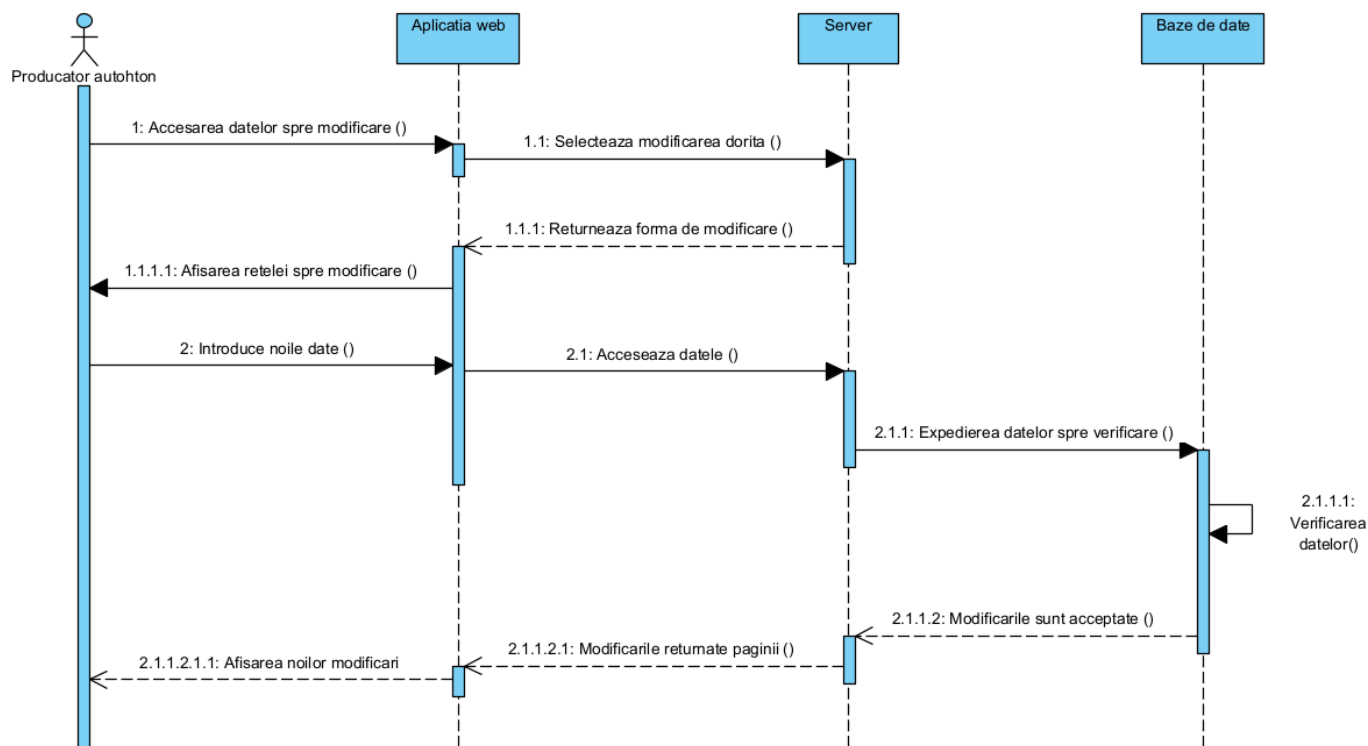 Aplicatia web
Server
Baze de date
Producator autohton
1: Accesarea datelor spre modificare ()
1.1: Selecteaza modificarea dorita ()
1.1.1: Returneaza forma de modificare ()
1.1.1.1: Afisarea retelei spre modificare ()
2: Introduce noile date ()
2.1: Acceseaza datele ()
2.1.1: Expedierea datelor spre verificare ()
2.1.1.1:
Verificarea
datelor()
2.1.1.2: Modificarile sunt acceptate ()
2.1.1.2.1: Modificarile returnate paginii ()
2.1.1.2.1.1: Afisarea noilor modificari